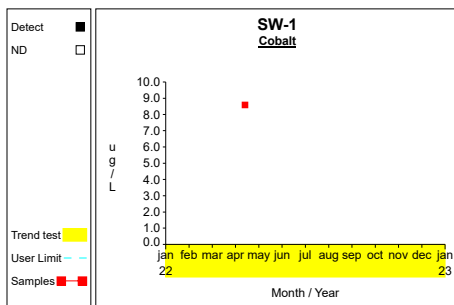 Detect
ND
Trend test
User Limit
Samples
SW-1
Cobalt
ug/L
10.0
9.0
8.0
7.0
6.0
5.0
4.0
3.0
2.0
1.0
0.0
jan feb mar apr may jun jul aug sep oct nov dec jan
22 23
Month / Year